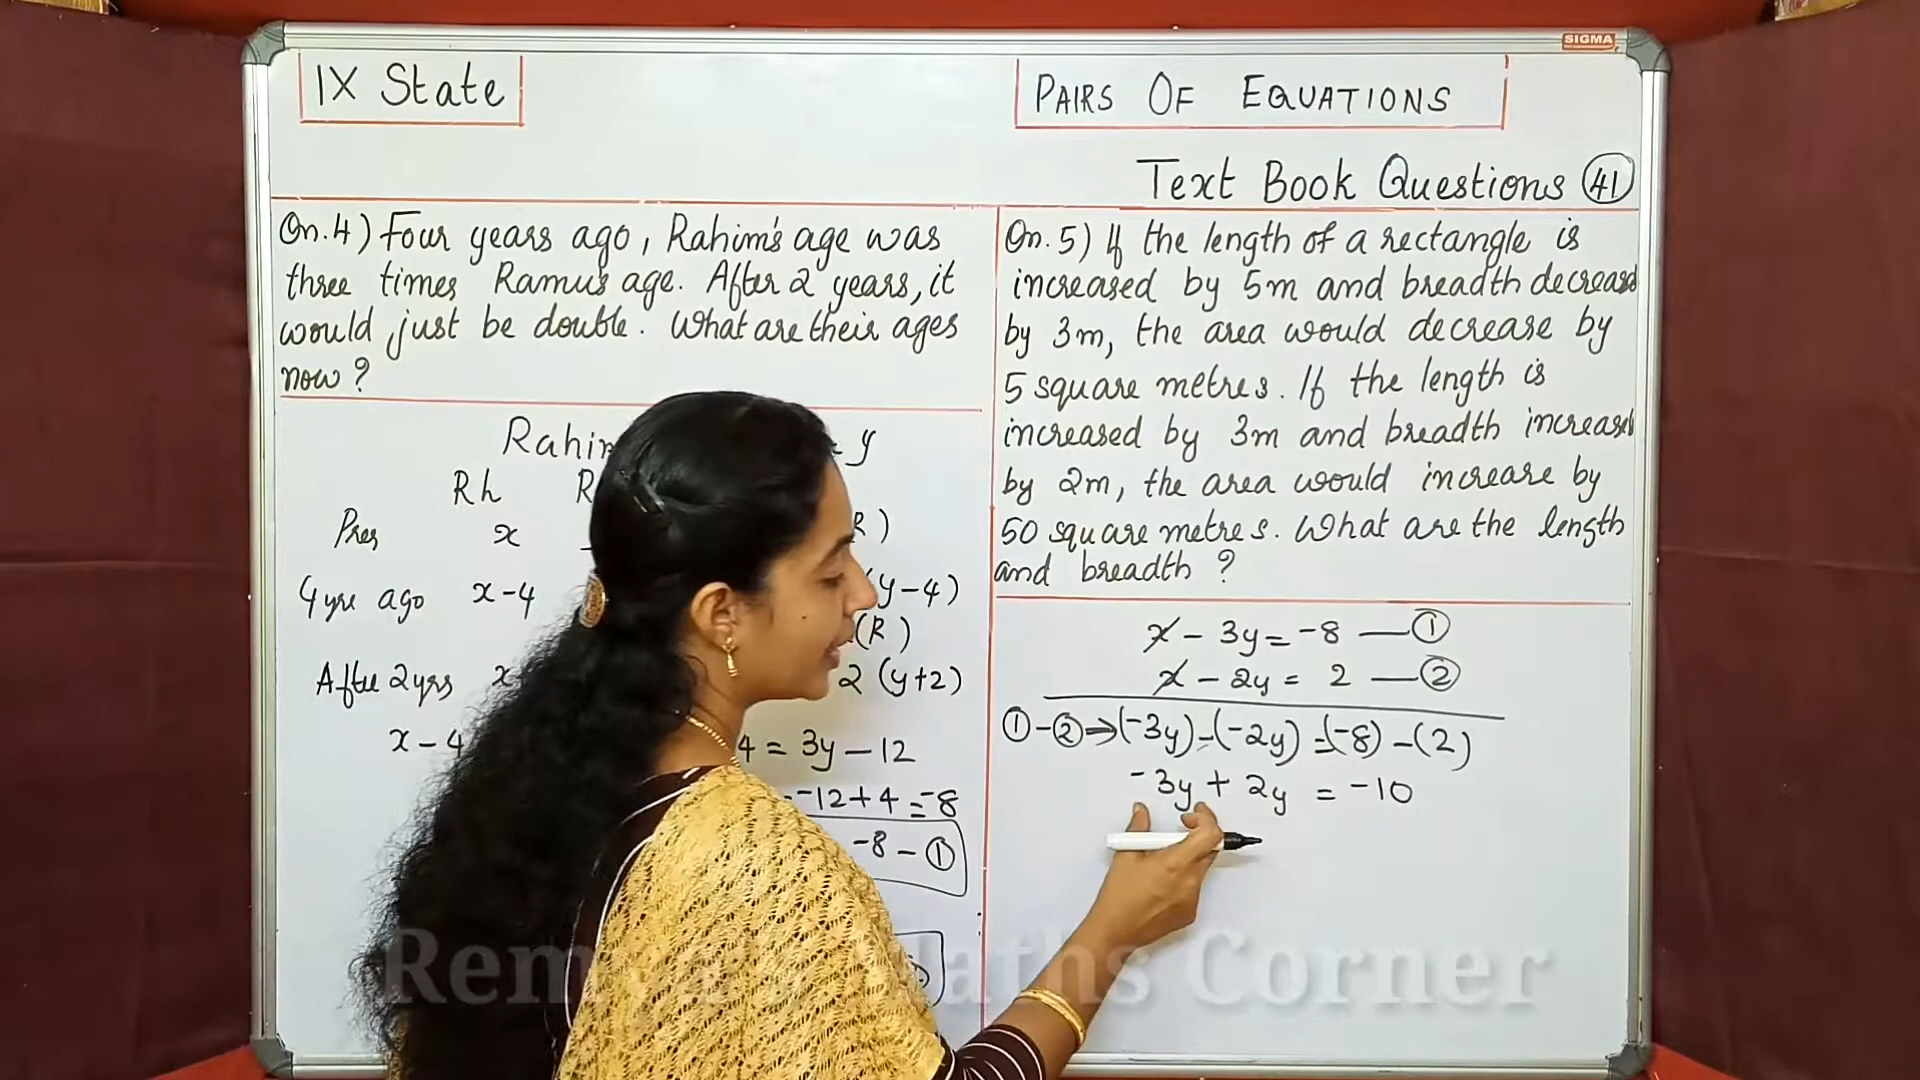 SIGMA
IX State
PAIRS OF EQUATIONS
Text Book Questions 41
Qn.4) Four years ago, Rahim's age was
three times Ramu's age. After 2 years, it
would just be double. What are their ages
now?
y
Rh
Pres x
4yrs ago x-4 (y-4)
(R)
After 2yrs 2 (y+2)
x-4 4 = 3y-12
-12+4 = -8
-8 - ①
Qn.5) If the length of a rectangle is
increased by 5m and breadth decreased
by 3m, the area would decrease by
5 square metres. If the length is
increased by 3m and breadth increased
by 2m, the area would increase by
50 square metres. What are the length
and breadth?
x - 3y = -8 — ①
x - 2y = 2 — ②
①-②⇒(-3y)-(-2y) = (-8)-(2)
-3y + 2y = -10
Maths Corner